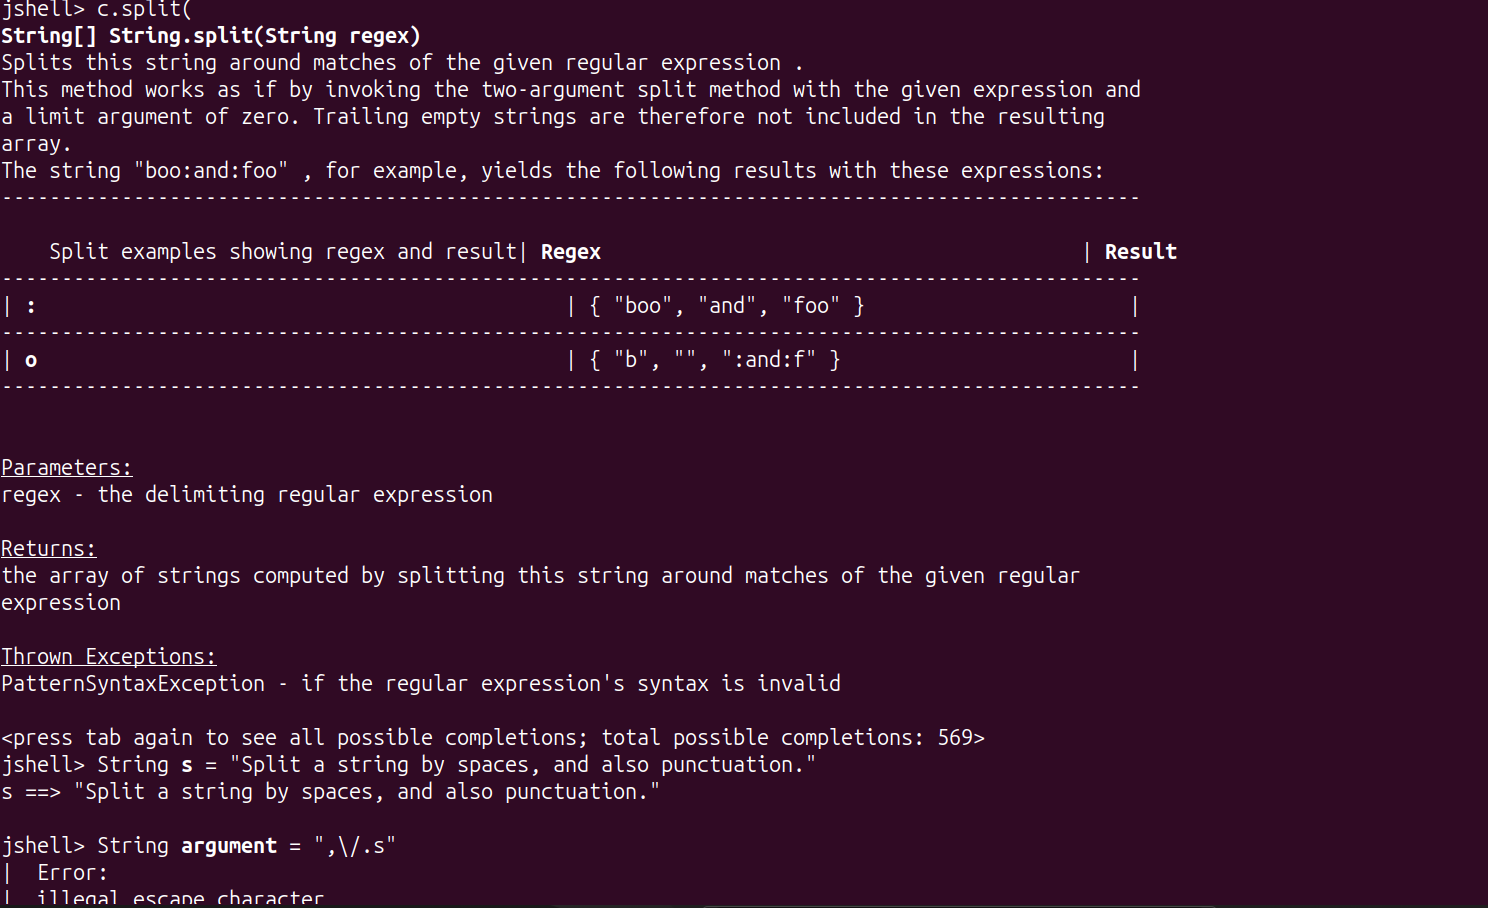 jshell> c.split(
String[] String.split(String regex)
Splits this string around matches of the given regular expression .
This method works as if by invoking the two-argument split method with the given expression and
a limit argument of zero. Trailing empty strings are therefore not included in the resulting
array.
The string "boo:and:foo" , for example, yields the following results with these expressions:
-----------------------------------------------------------------------------------------------
    Split examples showing regex and result| Regex                                        | Result
-----------------------------------------------------------------------------------------------
| :                                            | { "boo", "and", "foo" }                      |
-----------------------------------------------------------------------------------------------
| o                                            | { "b", "", ":and:f" }                        |
-----------------------------------------------------------------------------------------------
Parameters:
regex - the delimiting regular expression
Returns:
the array of strings computed by splitting this string around matches of the given regular
expression
Thrown Exceptions:
PatternSyntaxException - if the regular expression's syntax is invalid
<press tab again to see all possible completions; total possible completions: 569>
jshell> String s = "Split a string by spaces, and also punctuation."
s ==> "Split a string by spaces, and also punctuation."
jshell> String argument = ",\/.s"
|  Error:
|  illegal escape character